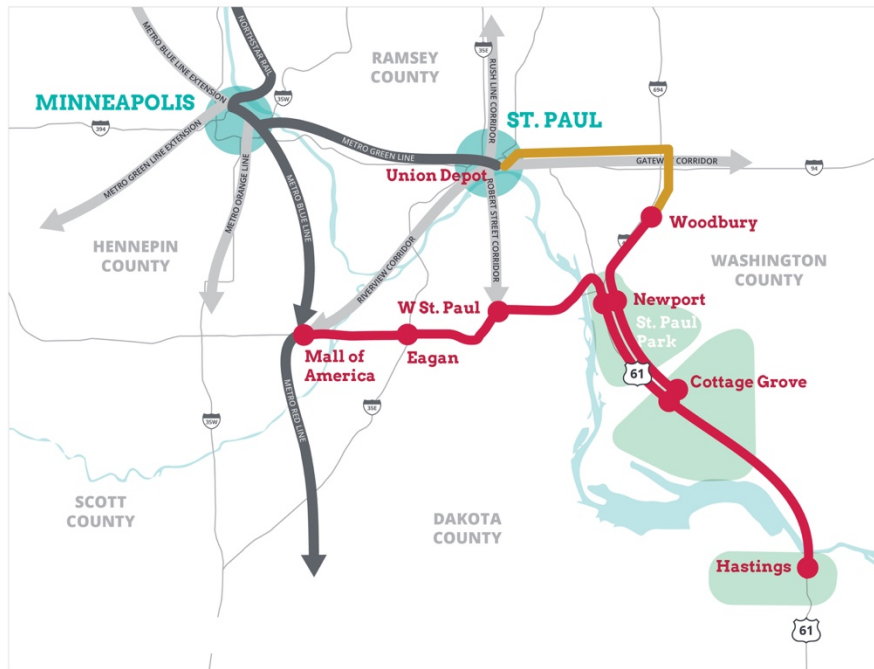 NORTHSTAR RAIL
METRO BLUE LINE EXTENSION
35E
RAMSEY
COUNTY
RUSH LINE CORRIDOR
694
MINNEAPOLIS
35W
ST. PAUL
394
METRO GREEN LINE EXTENSION
METRO GREEN LINE
Union Depot
GATEWAY CORRIDOR
94
METRO ORANGE LINE
METRO BLUE LINE
ROBERT STREET CORRIDOR
Woodbury
HENNEPIN
COUNTY
RIVERVIEW CORRIDOR
WASHINGTON
COUNTY
W St. Paul
Newport
St. Paul
Park
Mall of
America
Eagan
61
Cottage Grove
METRO RED LINE
35E
35W
SCOTT
COUNTY
DAKOTA
COUNTY
Hastings
61